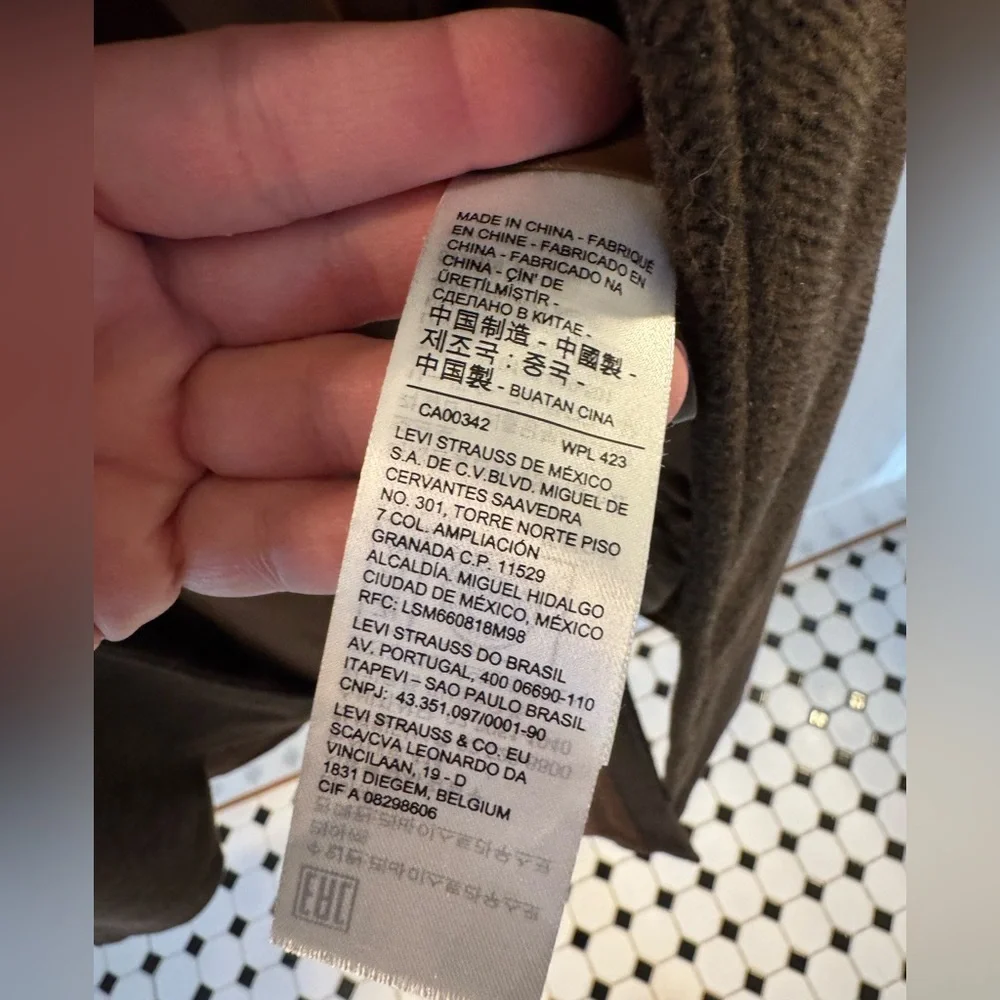 MADE IN CHINA - FABRIQUÉ
EN CHINE - FABRICADO EN
CHINA - FABRICADO NA
CHINA - ÇİN' DE
ÜRETİLMİŞTİR -
СДЕЛАНО В КИТАЕ -
中国制造 - 中國製 -
제조국 : 중국 -
中国製 - BUATAN CINA
CA00342 WPL 423
LEVI STRAUSS DE MÉXICO
S.A. DE C.V.BLVD. MIGUEL DE
CERVANTES SAAVEDRA
NO. 301, TORRE NORTE PISO
7 COL. AMPLIACIÓN
GRANADA C.P. 11529
ALCALDÍA. MIGUEL HIDALGO
CIUDAD DE MÉXICO, MÉXICO
RFC: LSM660818M98
LEVI STRAUSS DO BRASIL
AV. PORTUGAL, 400 06690-110
ITAPEVI – SAO PAULO BRASIL
CNPJ: 43.351.097/0001-90
LEVI STRAUSS & CO. EU
SCA/CVA LEONARDO DA
VINCILAAN, 19 - D
1831 DIEGEM, BELGIUM
CIF A 08298606
EAC